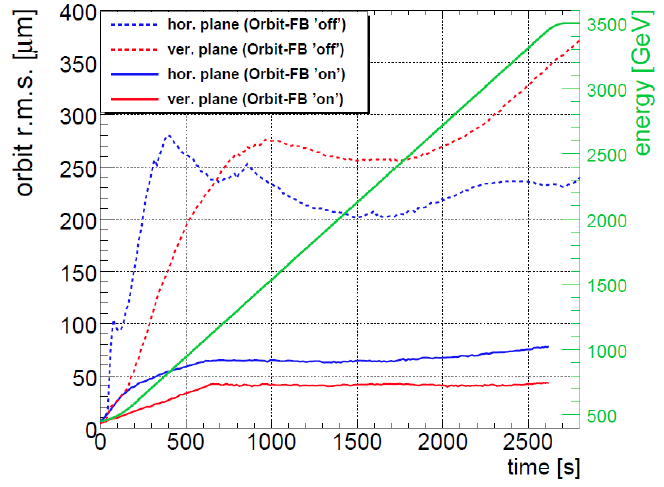 400
350
300
250
200
150
100
50
0
orbit r.m.s. [μm]
hor. plane (Orbit-FB 'off')
ver. plane (Orbit-FB 'off')
hor. plane (Orbit-FB 'on')
ver. plane (Orbit-FB 'on')
3500
3000
2500
2000
1500
1000
500
energy [GeV]
0 500 1000 1500 2000 2500
time [s]